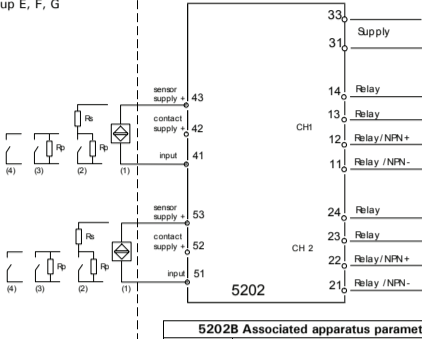 up E, F, G
33
Supply
31
sensor
supply + 43
contact
supply + 42
input 41
Rs
Rp
Rp
(4) (3) (2) (1)
CH1
14 Relay
13 Relay
12 Relay/NPN+
11 Relay /NPN-
sensor
supply + 53
contact
supply + 52
input 51
Rs
Rp
Rp
(4) (3) (2) (1)
CH 2
24 Relay
23 Relay
22 Relay/NPN+
21 Relay /NPN-
5202
5202B Associated apparatus paramet